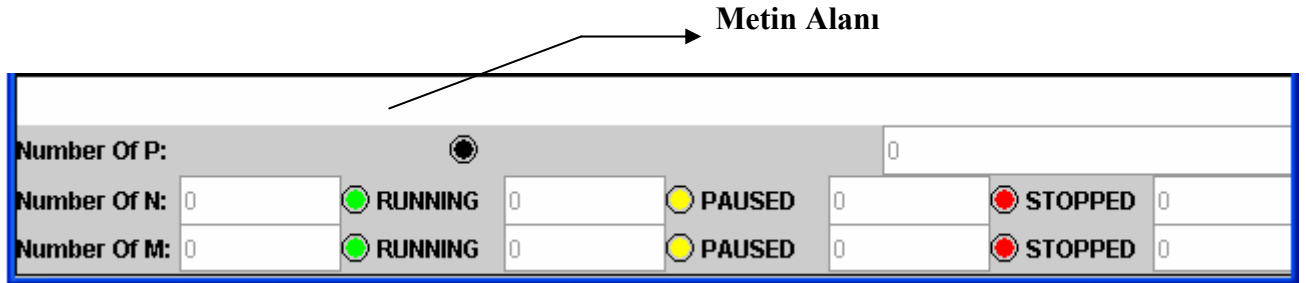 Metin Alanı
Number Of P: 0
Number Of N: 0 RUNNING 0 PAUSED 0 STOPPED 0
Number Of M: 0 RUNNING 0 PAUSED 0 STOPPED 0